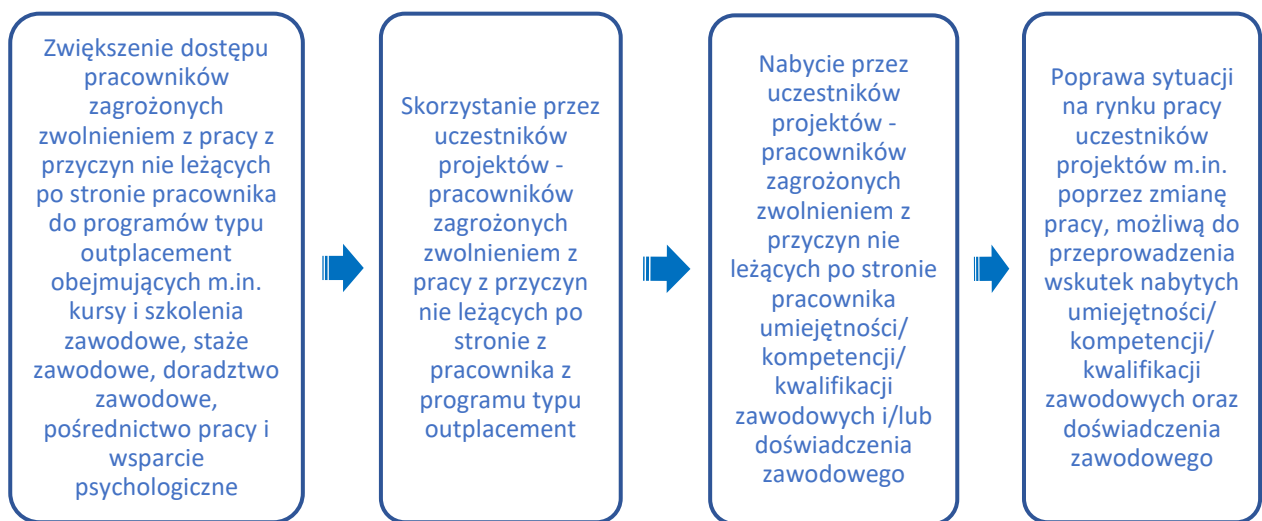 Zwiększenie dostępu
pracowników
zagrożonych
zwolnieniem z pracy z
przyczyn nie leżących
po stronie pracownika
do programów typu
outplacement
obejmujących m.in.
kursy i szkolenia
zawodowe, staże
zawodowe, doradztwo
zawodowe,
pośrednictwo pracy i
wsparcie
psychologiczne
Skorzystanie przez
uczestników
projektów -
pracowników
zagrożonych
zwolnieniem z
pracy z przyczyn
nie leżących po
stronie z
pracownika z
programu typu
outplacement
Nabycie przez
uczestników
projektów -
pracowników
zagrożonych
zwolnieniem z
przyczyn nie
leżących po stronie
pracownika
umiejętności/
kompetencji/
kwalifikacji
zawodowych i/lub
doświadczenia
zawodowego
Poprawa sytuacji
na rynku pracy
uczestników
projektów m.in.
poprzez zmianę
pracy, możliwą do
przeprowadzenia
wskutek nabytych
umiejętności/
kompetencji/
kwalifikacji
zawodowych oraz
doświadczenia
zawodowego